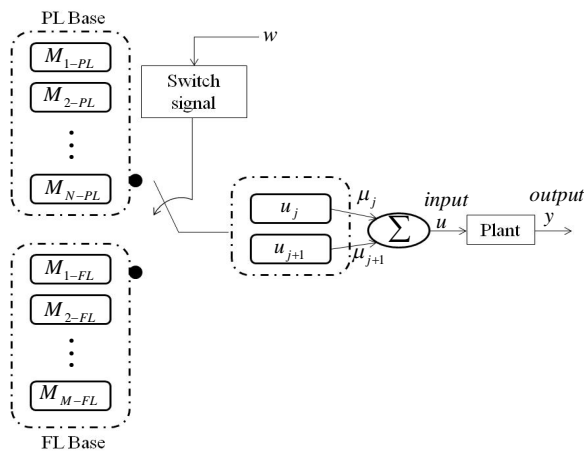 PL Base
M1-PL
M2-PL
MN-PL
w
Switch
signal
M1-FL
M2-FL
MM-FL
FL Base
uj
uj+1
μj
μj+1
Σ
input
u
Plant
output
y